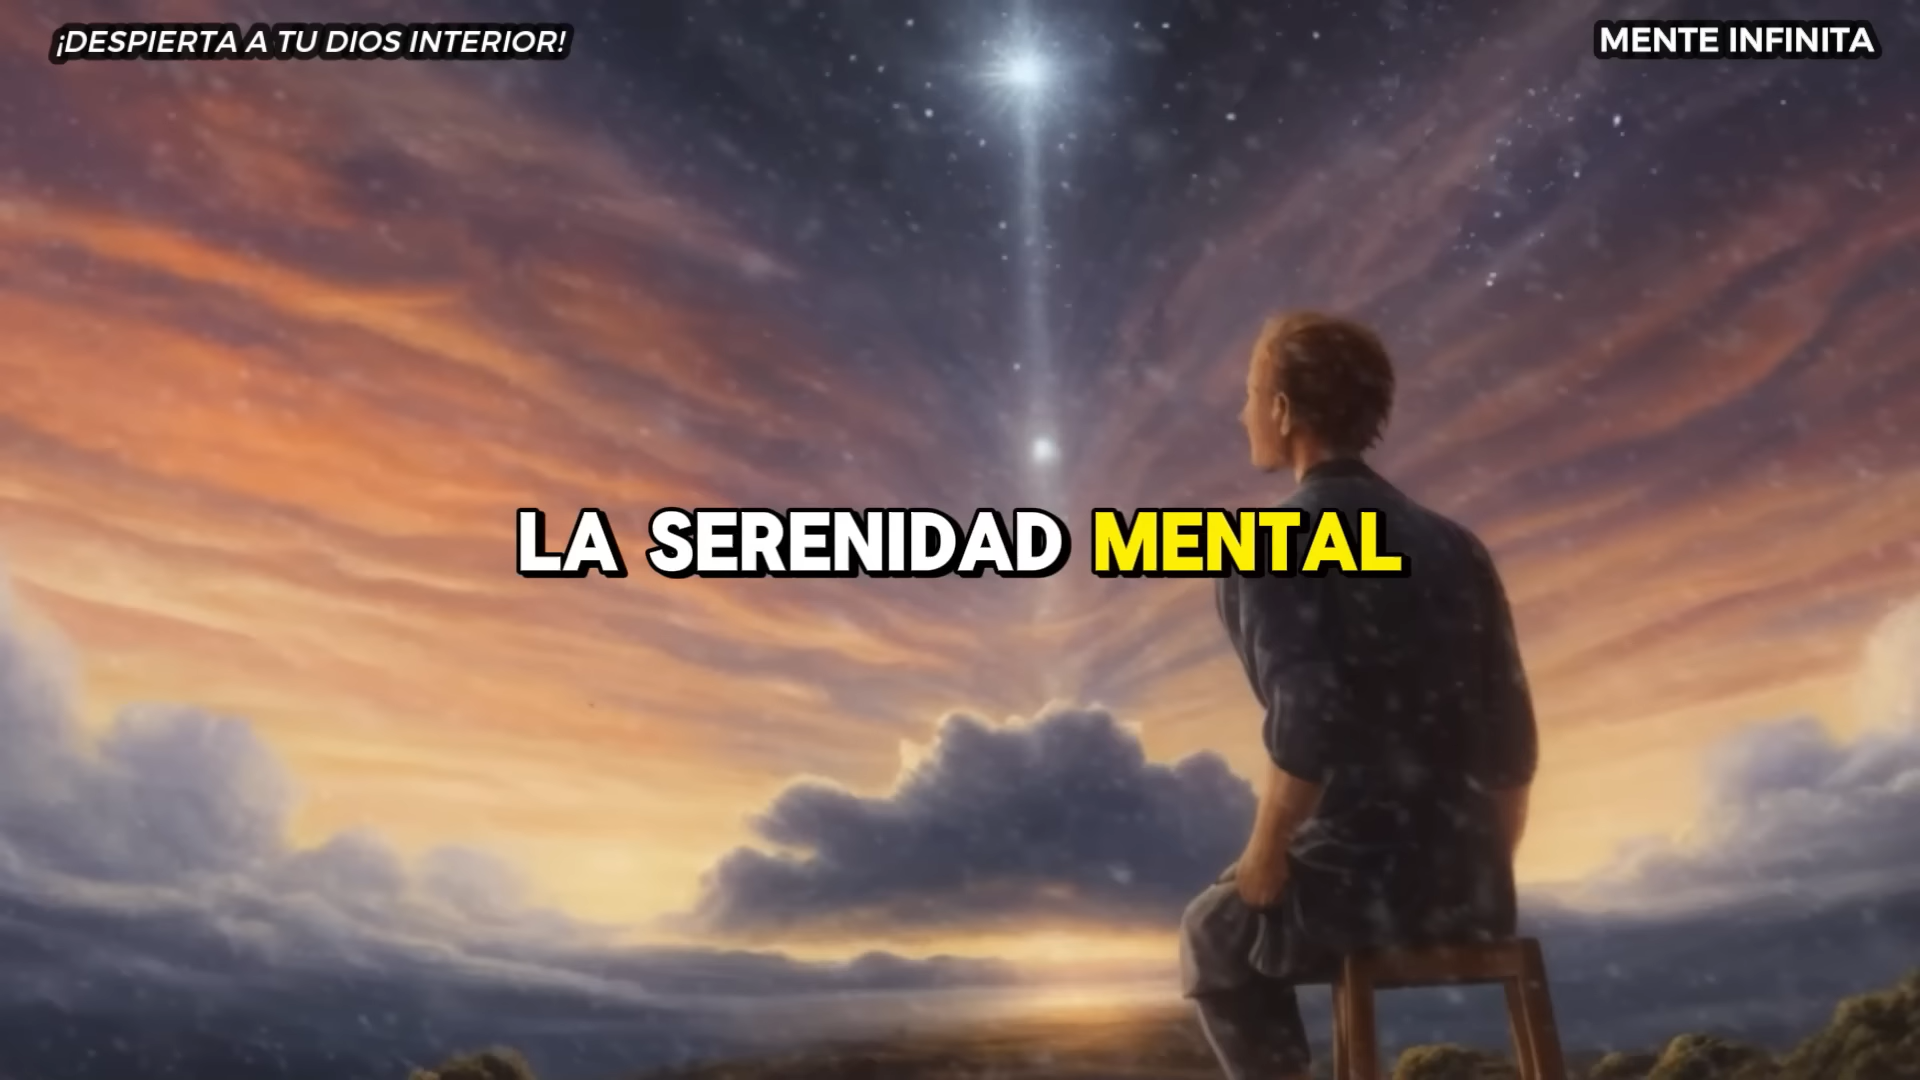 ¡DESPIERTA A TU DIOS INTERIOR!
MENTE INFINITA
LA SERENIDAD MENTAL